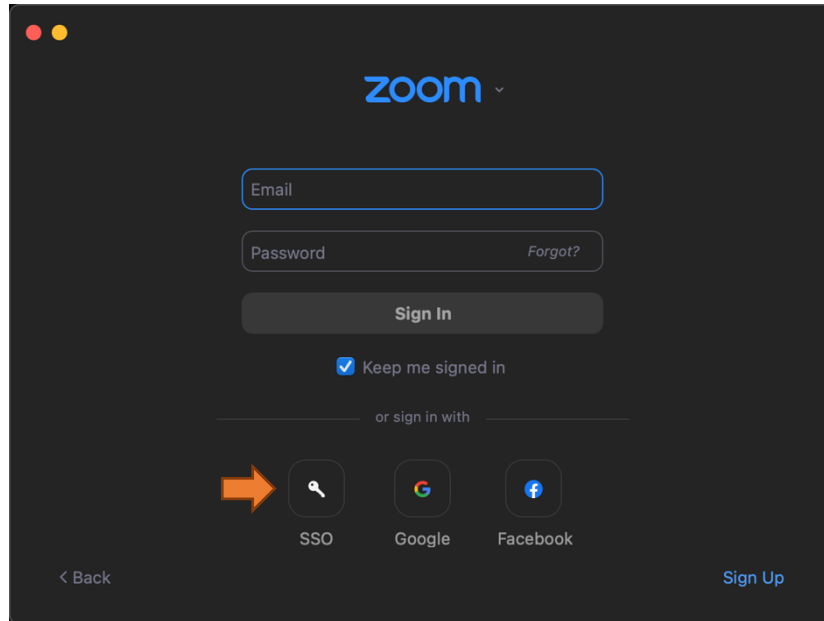 zoom
Email
Password Forgot?
Sign In
Keep me signed in
or sign in with
SSO Google Facebook
< Back Sign Up